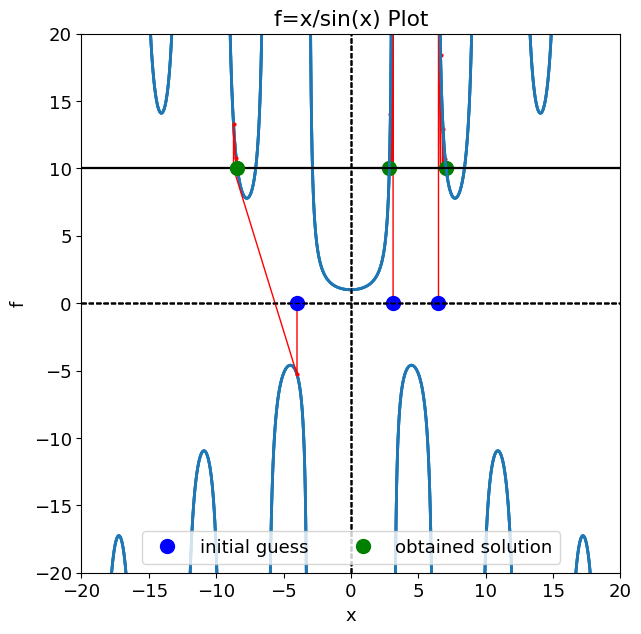 f=x/sin(x) Plot
20
15
10
5
0
−5
−10
−15
−20
f
initial guess
obtained solution
−20 −15 −10 −5 0 5 10 15 20
x